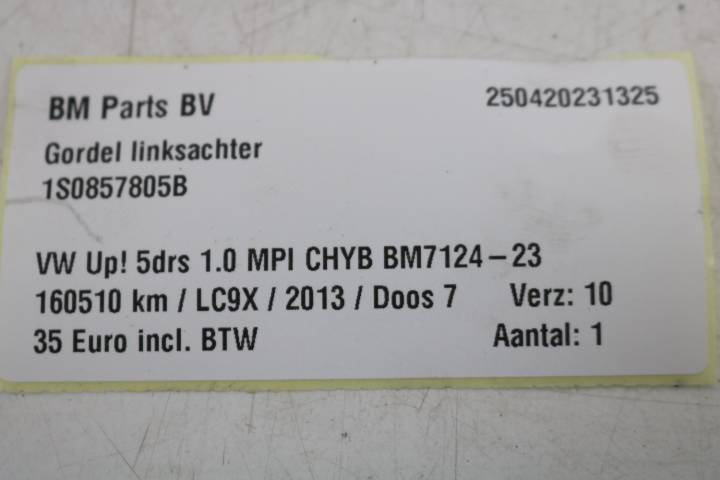 BM Parts BV 250420231325
Gordel linksachter
1S0857805B
VW Up! 5drs 1.0 MPI CHYB BM7124-23
160510 km / LC9X / 2013 / Doos 7 Verz: 10
35 Euro incl. BTW Aantal: 1